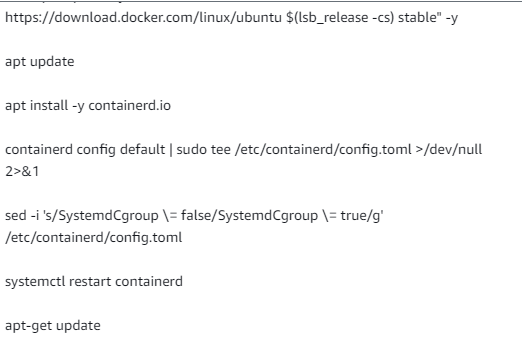 https://download.docker.com/linux/ubuntu $(lsb_release -cs) stable" -y
apt update
apt install -y containerd.io
containerd config default | sudo tee /etc/containerd/config.toml >/dev/null
2>&1
sed -i 's/SystemdCgroup \= false/SystemdCgroup \= true/g'
/etc/containerd/config.toml
systemctl restart containerd
apt-get update